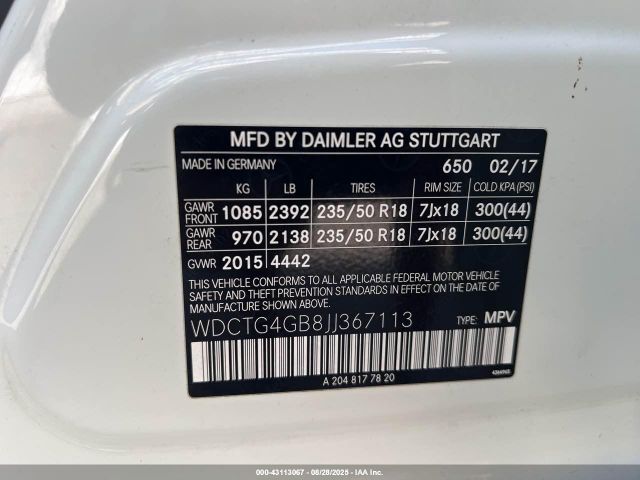 MFD BY DAIMLER AG STUTTGART
MADE IN GERMANY 650 02/17
KG LB TIRES RIM SIZE COLD KPA (PSI)
GAWR FRONT 1085 2392 235/50 R18 7Jx18 300(44)
GAWR REAR 970 2138 235/50 R18 7Jx18 300(44)
GVWR 2015 4442
THIS VEHICLE CONFORMS TO ALL APPLICABLE FEDERAL MOTOR VEHICLE
SAFETY, BUMPER, AND THEFT PREVENTION STANDARDS
IN EFFECT ON THE DATE OF MANUFACTURE SHOWN ABOVE.
WDCTG4GB8JJ367113 TYPE: MPV
A 204 817 78 20
000-43113067 - 08/28/2025 - IAA Inc.